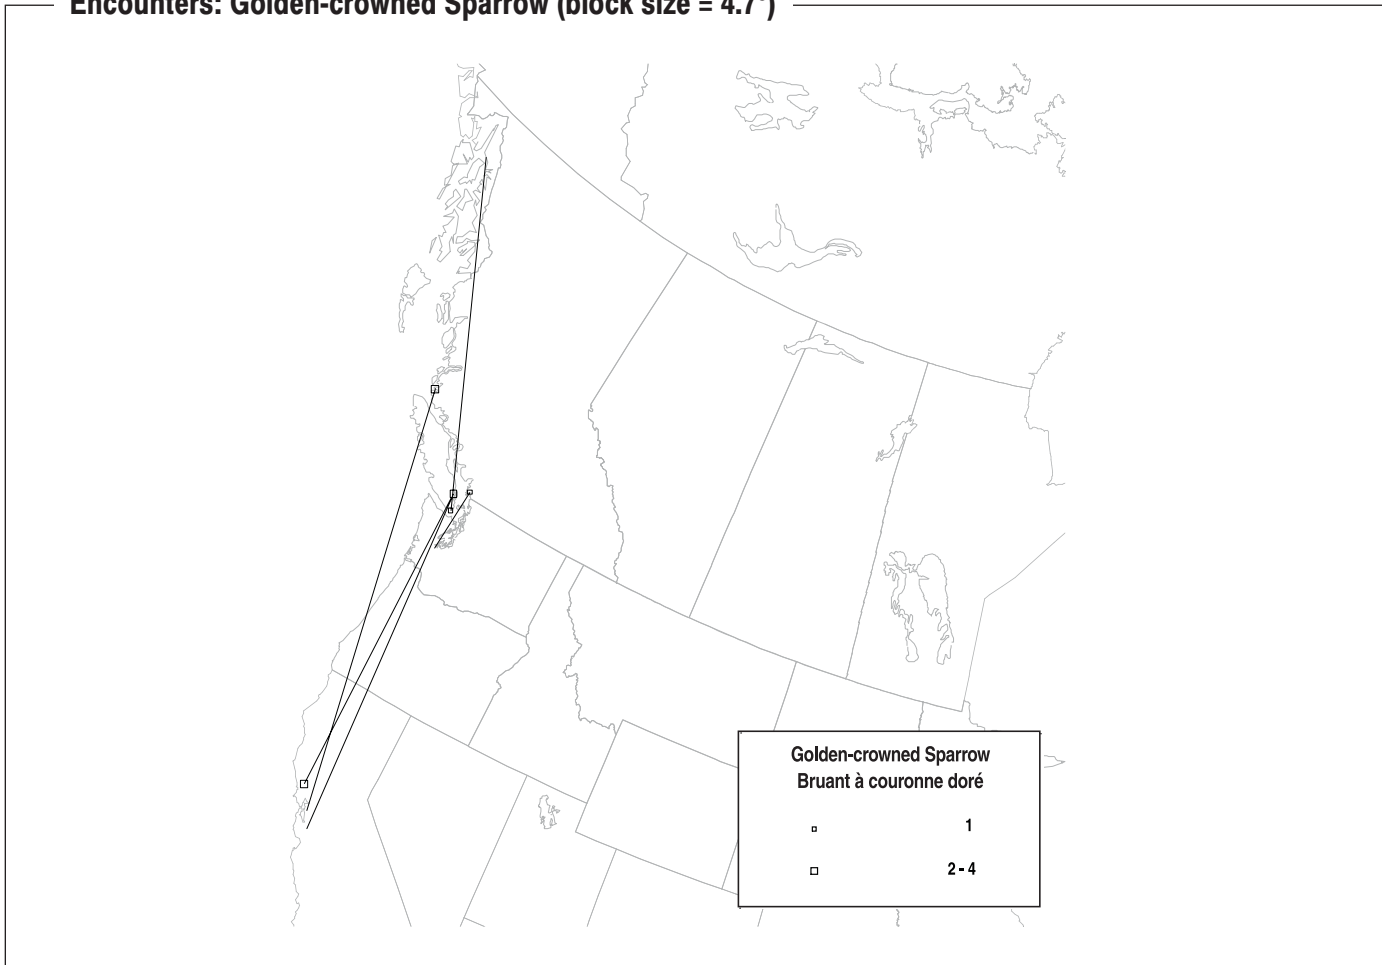 Encounters: Golden-crowned Sparrow (block size = 4.7°)
Golden-crowned Sparrow
Bruant à couronne doré
1
2 - 4